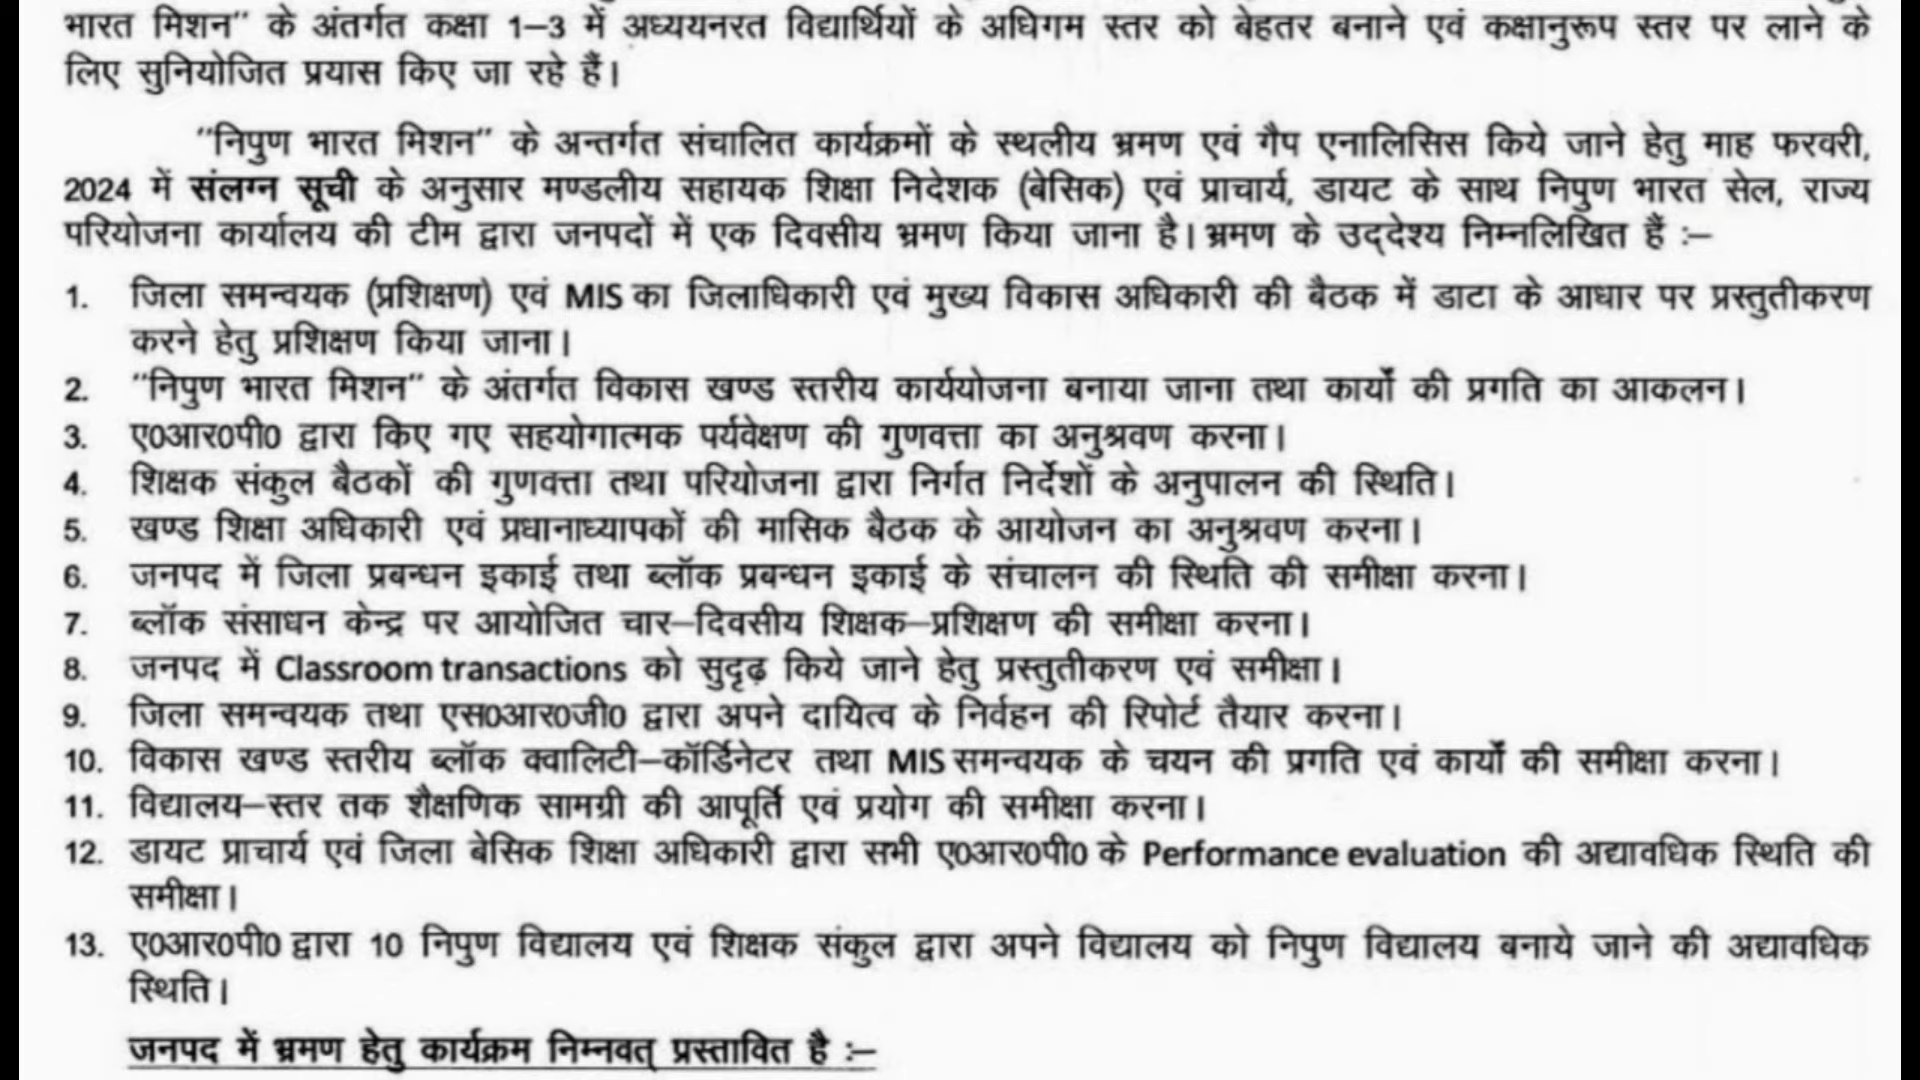 भारत मिशन" के अंतर्गत कक्षा 1–3 में अध्ययनरत विद्यार्थियों के अधिगम स्तर को बेहतर बनाने एवं कक्षानुरूप स्तर पर लाने के
लिए सुनियोजित प्रयास किए जा रहे हैं।
"निपुण भारत मिशन" के अन्तर्गत संचालित कार्यक्रमों के स्थलीय भ्रमण एवं गैप एनालिसिस किये जाने हेतु माह फरवरी,
2024 में संलग्न सूची के अनुसार मण्डलीय सहायक शिक्षा निदेशक (बेसिक) एवं प्राचार्य, डायट के साथ निपुण भारत सेल, राज्य
परियोजना कार्यालय की टीम द्वारा जनपदों में एक दिवसीय भ्रमण किया जाना है। भ्रमण के उद्देश्य निम्नलिखित हैं :–
1. जिला समन्वयक (प्रशिक्षण) एवं MIS का जिलाधिकारी एवं मुख्य विकास अधिकारी की बैठक में डाटा के आधार पर प्रस्तुतीकरण
करने हेतु प्रशिक्षण किया जाना।
2. "निपुण भारत मिशन" के अंतर्गत विकास खण्ड स्तरीय कार्ययोजना बनाया जाना तथा कार्यों की प्रगति का आकलन।
3. ए0आर0पी0 द्वारा किए गए सहयोगात्मक पर्यवेक्षण की गुणवत्ता का अनुश्रवण करना।
4. शिक्षक संकुल बैठकों की गुणवत्ता तथा परियोजना द्वारा निर्गत निर्देशों के अनुपालन की स्थिति।
5. खण्ड शिक्षा अधिकारी एवं प्रधानाध्यापकों की मासिक बैठक के आयोजन का अनुश्रवण करना।
6. जनपद में जिला प्रबन्धन इकाई तथा ब्लॉक प्रबन्धन इकाई के संचालन की स्थिति की समीक्षा करना।
7. ब्लॉक संसाधन केन्द्र पर आयोजित चार–दिवसीय शिक्षक–प्रशिक्षण की समीक्षा करना।
8. जनपद में Classroom transactions को सुदृढ़ किये जाने हेतु प्रस्तुतीकरण एवं समीक्षा।
9. जिला समन्वयक तथा एस0आर0जी0 द्वारा अपने दायित्व के निर्वहन की रिपोर्ट तैयार करना।
10. विकास खण्ड स्तरीय ब्लॉक क्वालिटी–कॉर्डिनेटर तथा MIS समन्वयक के चयन की प्रगति एवं कार्यों की समीक्षा करना।
11. विद्यालय–स्तर तक शैक्षणिक सामग्री की आपूर्ति एवं प्रयोग की समीक्षा करना।
12. डायट प्राचार्य एवं जिला बेसिक शिक्षा अधिकारी द्वारा सभी ए0आर0पी0 के Performance evaluation की अद्यावधिक स्थिति की
समीक्षा।
13. ए0आर0पी0 द्वारा 10 निपुण विद्यालय एवं शिक्षक संकुल द्वारा अपने विद्यालय को निपुण विद्यालय बनाये जाने की अद्यावधिक
स्थिति।
जनपद में भ्रमण हेतु कार्यक्रम निम्नवत् प्रस्तावित है :–